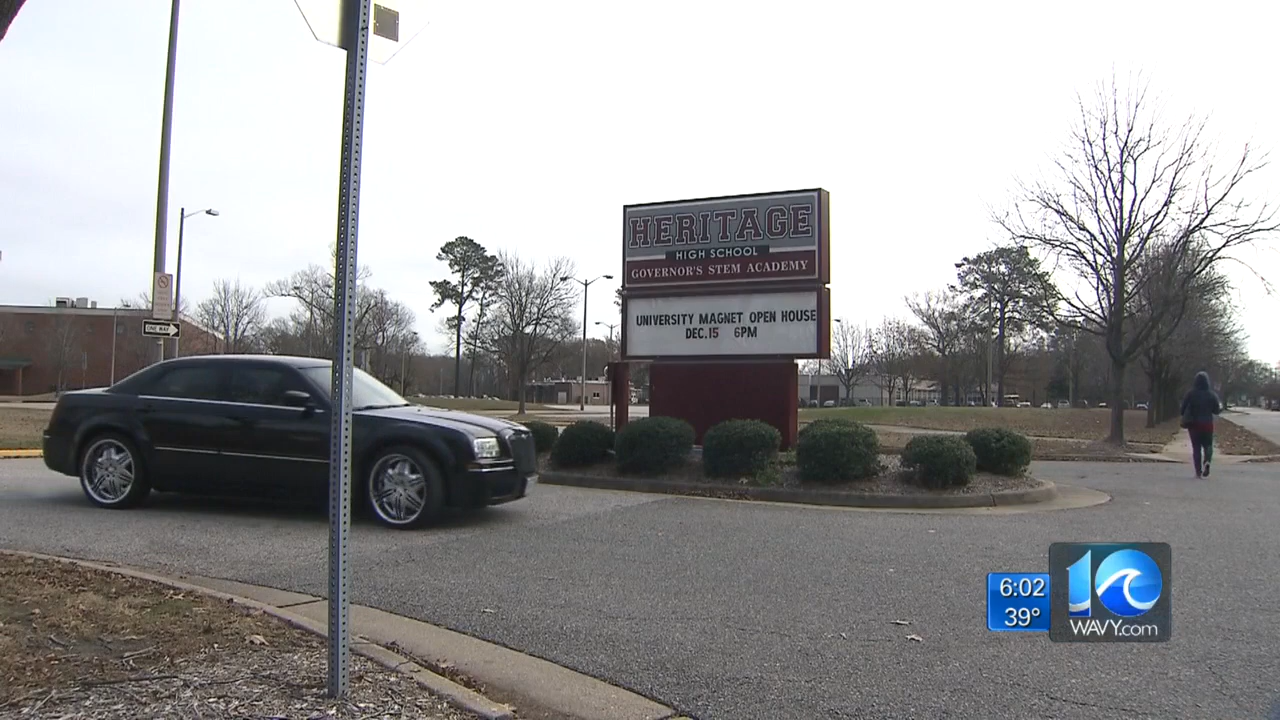 HERITAGE
HIGH SCHOOL
GOVERNOR'S STEM ACADEMY
UNIVERSITY MAGNET OPEN HOUSE
DEC.15 6PM
ONE WAY
6:02
39°
10
WAVY.com